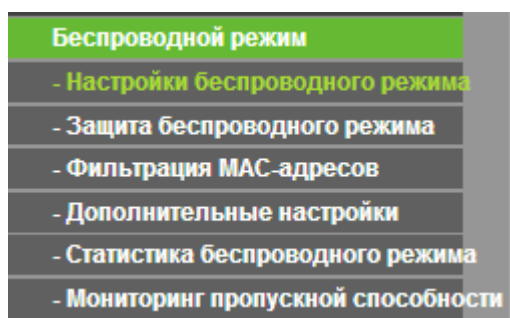 Беспроводной режим
- Настройки беспроводного режима
- Защита беспроводного режима
- Фильтрация MAC-адресов
- Дополнительные настройки
- Статистика беспроводного режима
- Мониторинг пропускной способности